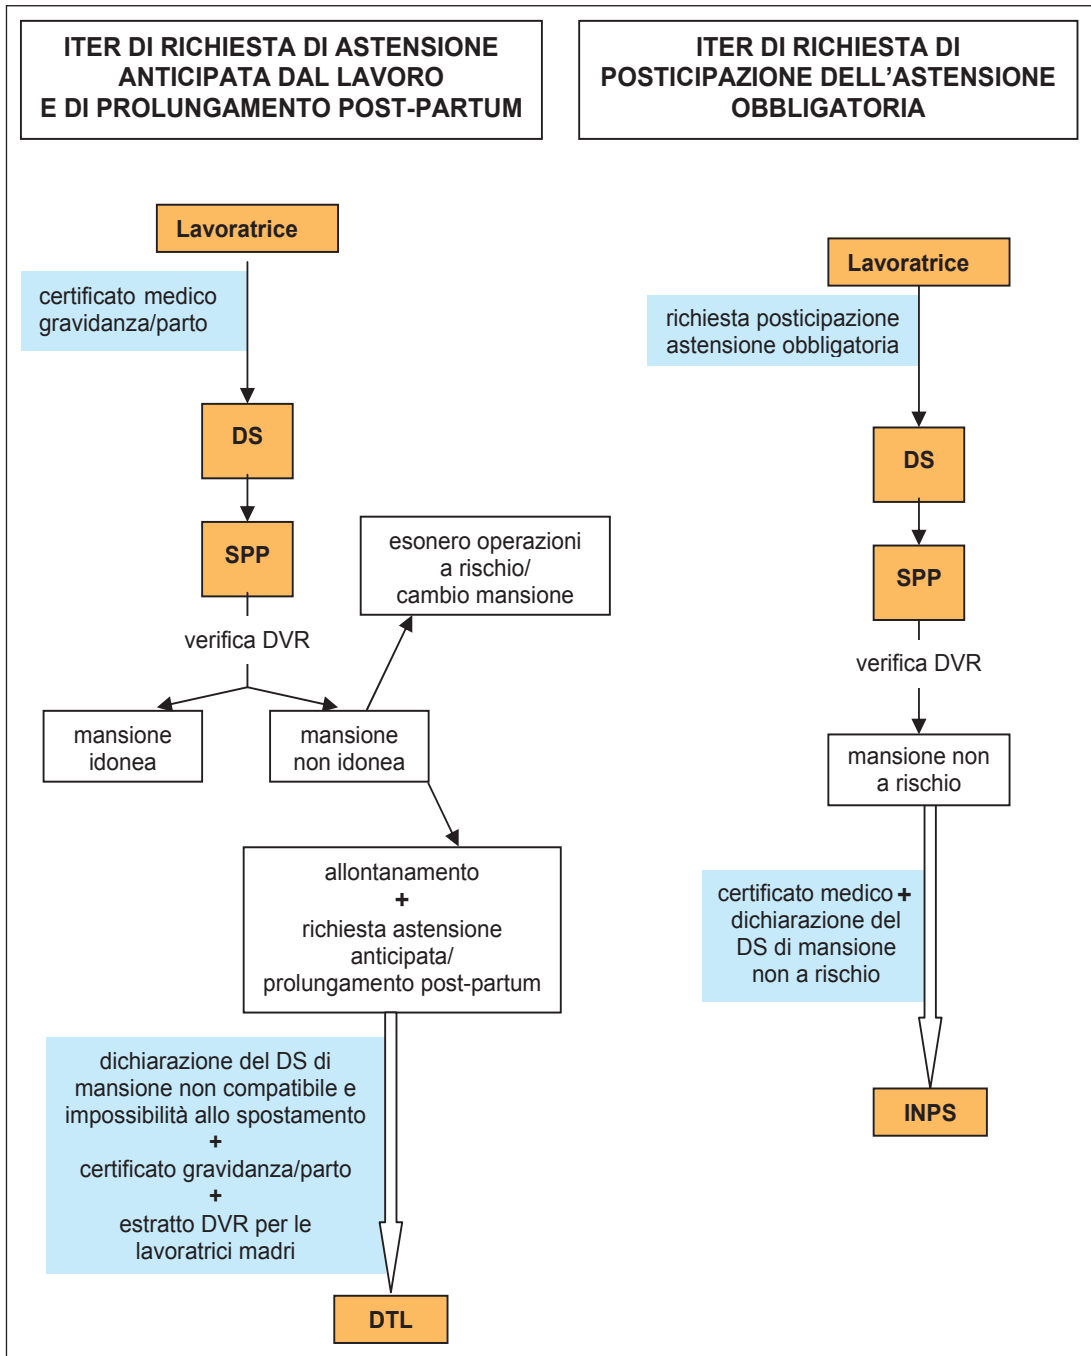 ITER DI RICHIESTA DI ASTENSIONE
ANTICIPATA DAL LAVORO
E DI PROLUNGAMENTO POST-PARTUM
Lavoratrice
certificato medico
gravidanza/parto
DS
SPP
verifica DVR
esonero operazioni
a rischio/
cambio mansione
mansione
idonea
mansione
non idonea
allontanamento
+
richiesta astensione
anticipata/
prolungamento post-partum
dichiarazione del DS di
mansione non compatibile e
impossibilità allo spostamento
+
certificato gravidanza/parto
+
estratto DVR per le
lavoratrici madri
DTL
ITER DI RICHIESTA DI
POSTICIPAZIONE DELL’ASTENSIONE
OBBLIGATORIA
Lavoratrice
richiesta posticipazione
astensione obbligatoria
DS
SPP
verifica DVR
mansione non
a rischio
certificato medico +
dichiarazione del
DS di mansione
non a rischio
INPS